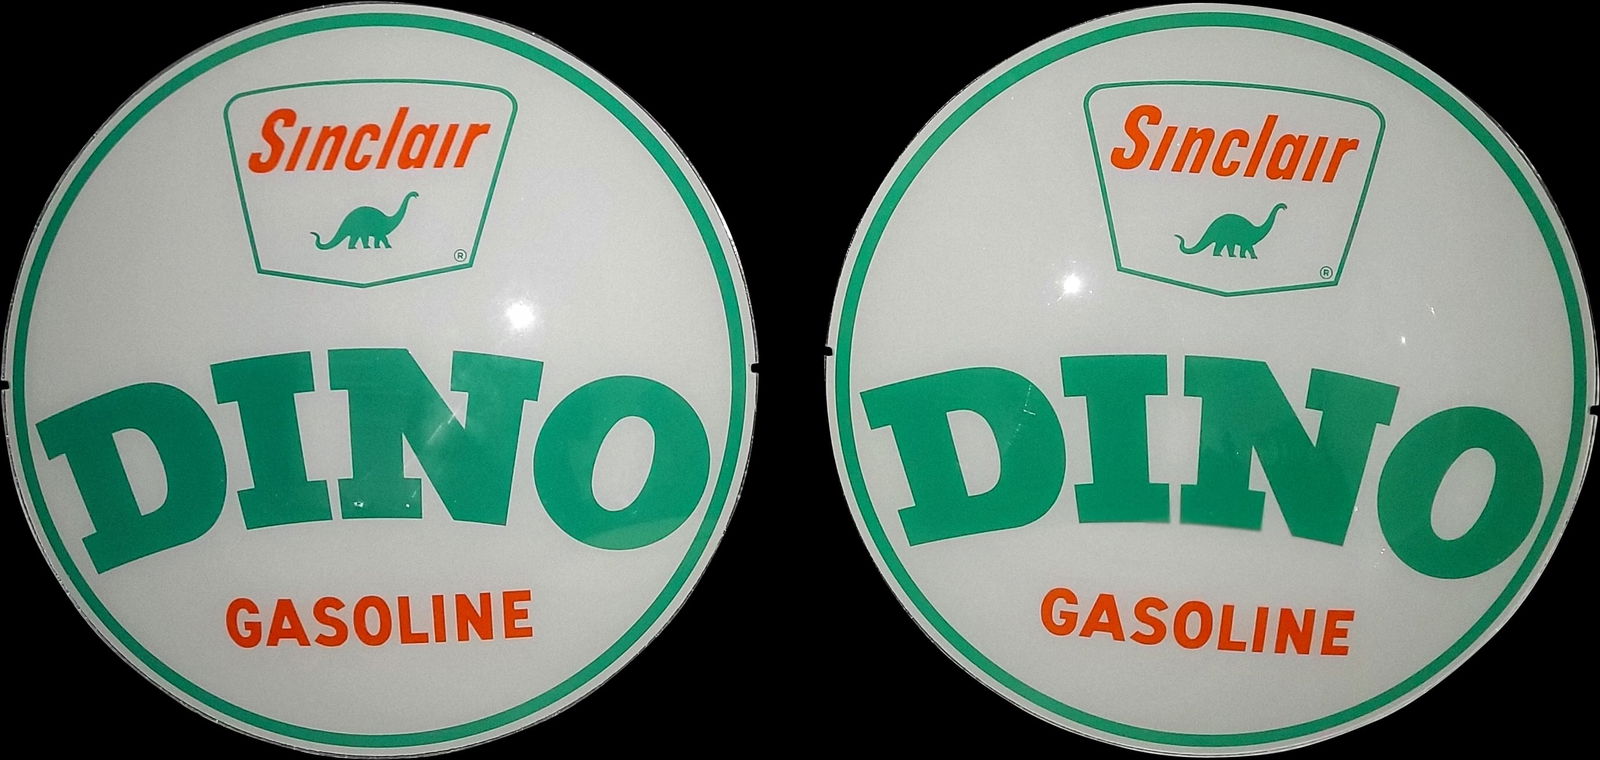 Sinclair
®
DINO
GASOLINE
Sinclair
®
DINO
GASOLINE